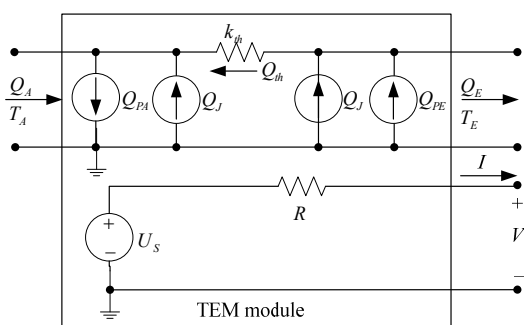 k_th
Q_A
T_A
Q_PA
Q_J
Q_th
Q_J
Q_PE
Q_E
T_E
I
R
+
−
U_S
+
V
−
TEM module